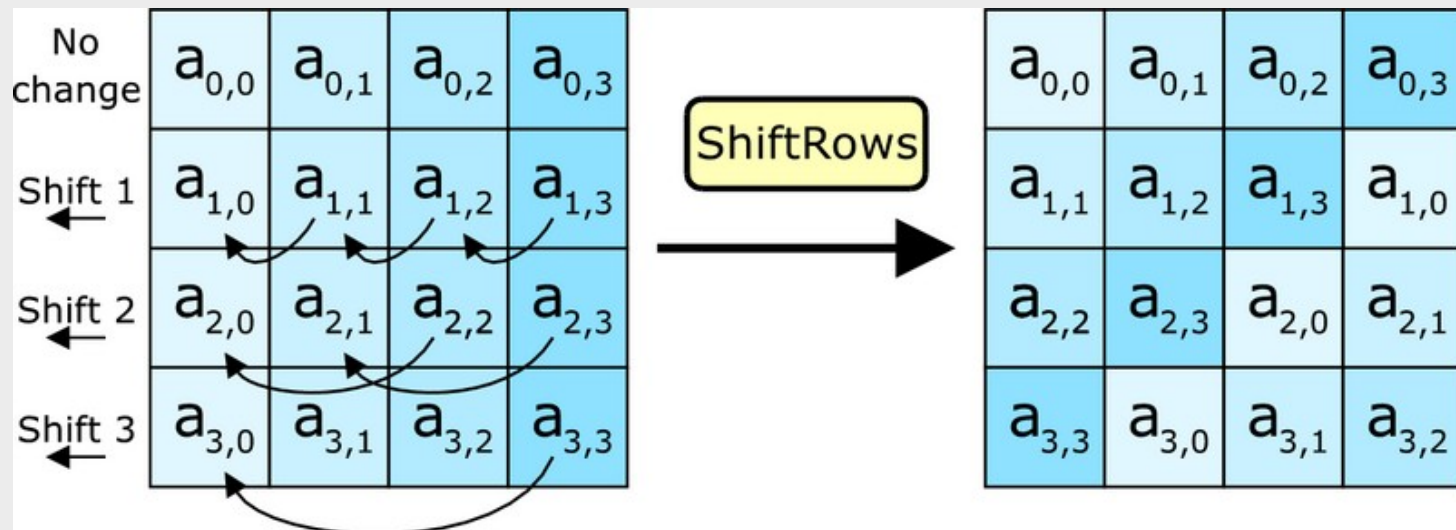 No
change
a0,0 a0,1 a0,2 a0,3
Shift 1
a1,0 a1,1 a1,2 a1,3
Shift 2
a2,0 a2,1 a2,2 a2,3
Shift 3
a3,0 a3,1 a3,2 a3,3
ShiftRows
a0,0 a0,1 a0,2 a0,3
a1,1 a1,2 a1,3 a1,0
a2,2 a2,3 a2,0 a2,1
a3,3 a3,0 a3,1 a3,2